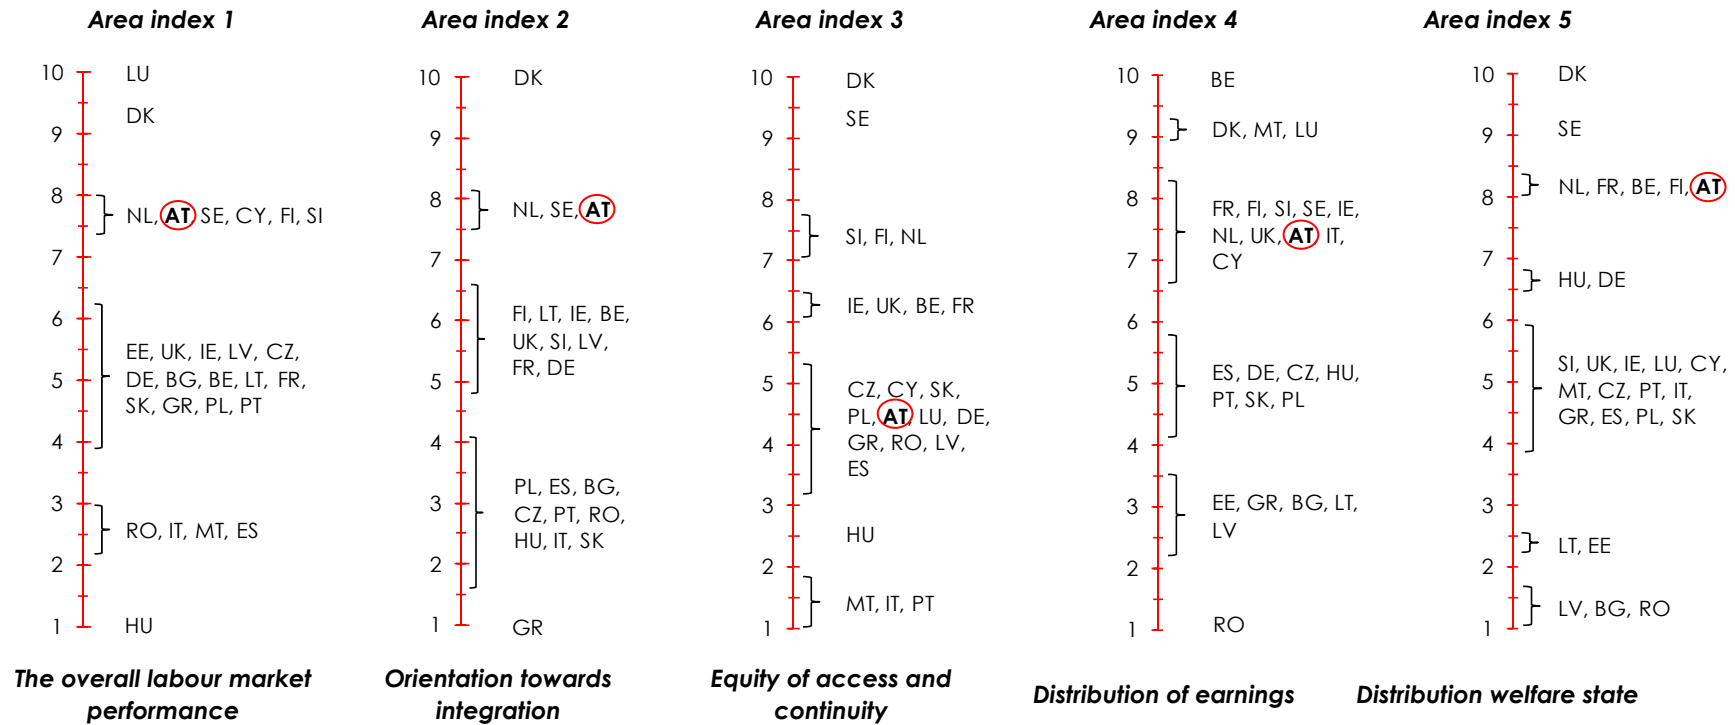 Area index 1
10
9
8
7
6
5
4
3
2
1
LU
DK
NL, AT SE, CY, FI, SI
EE, UK, IE, LV, CZ,
DE, BG, BE, LT, FR,
SK, GR, PL, PT
RO, IT, MT, ES
HU
The overall labour market
performance
Area index 2
10
9
8
7
6
5
4
3
2
1
DK
NL, SE, AT
FI, LT, IE, BE,
UK, SI, LV,
FR, DE
PL, ES, BG,
CZ, PT, RO,
HU, IT, SK
GR
Orientation towards
integration
Area index 3
10
9
8
7
6
5
4
3
2
1
DK
SE
SI, FI, NL
IE, UK, BE, FR
CZ, CY, SK,
PL, AT, LU, DE,
GR, RO, LV,
ES
HU
MT, IT, PT
Equity of access and
continuity
Area index 4
10
9
8
7
6
5
4
3
2
1
BE
DK, MT, LU
FR, FI, SI, SE, IE,
NL, UK, AT IT,
CY
ES, DE, CZ, HU,
PT, SK, PL
EE, GR, BG, LT,
LV
RO
Distribution of earnings
Area index 5
10
9
8
7
6
5
4
3
2
1
DK
SE
NL, FR, BE, FI, AT
HU, DE
SI, UK, IE, LU, CY,
MT, CZ, PT, IT,
GR, ES, PL, SK
LT, EE
LV, BG, RO
Distribution welfare state